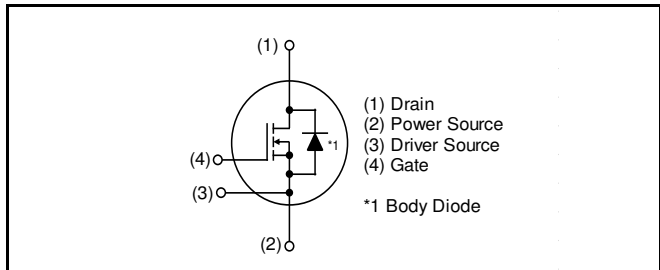 (1)
(1) Drain
(2) Power Source
(3) Driver Source
(4) Gate
*1
(4)
(3)
*1 Body Diode
(2)